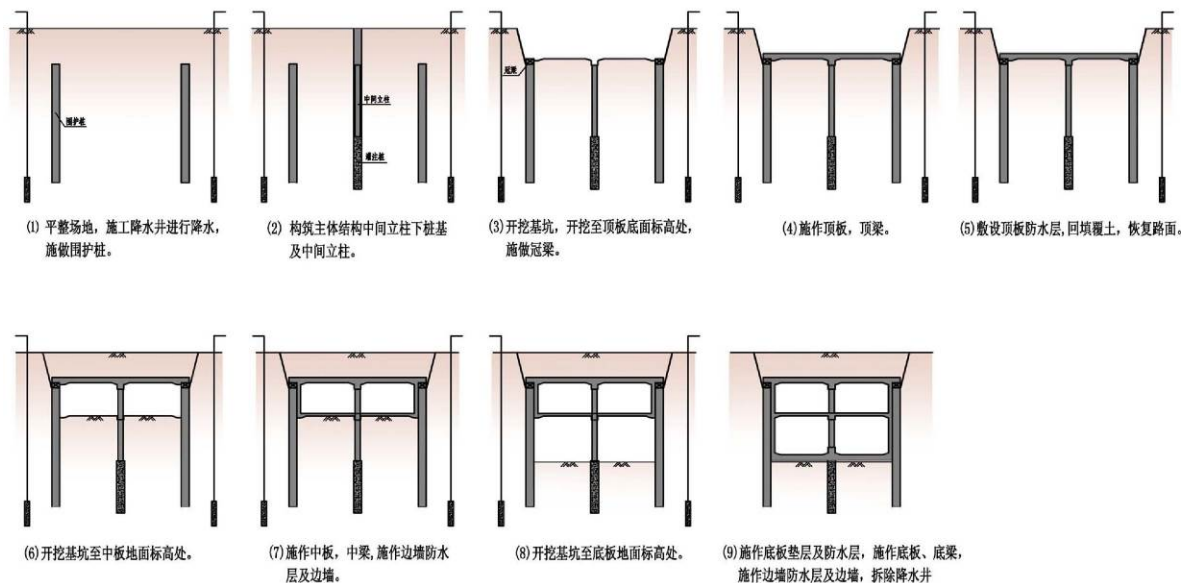 围护桩
(1) 平整场地，施工降水井进行降水，
施做围护桩。
中间立柱
灌注桩
(2) 构筑主体结构中间立柱下桩基
及中间立柱。
冠梁
(3)开挖基坑，开挖至顶板底面标高处，
施做冠梁。
(4)施作顶板，顶梁。
(5)敷设顶板防水层,回填覆土，恢复路面。
(6)开挖基坑至中板地面标高处。
(7)施作中板，中梁,施作边墙防水
层及边墙。
(8)开挖基坑至底板地面标高。
(9)施作底板垫层及防水层，施作底板、底梁，
施作边墙防水层及边墙，拆除降水井